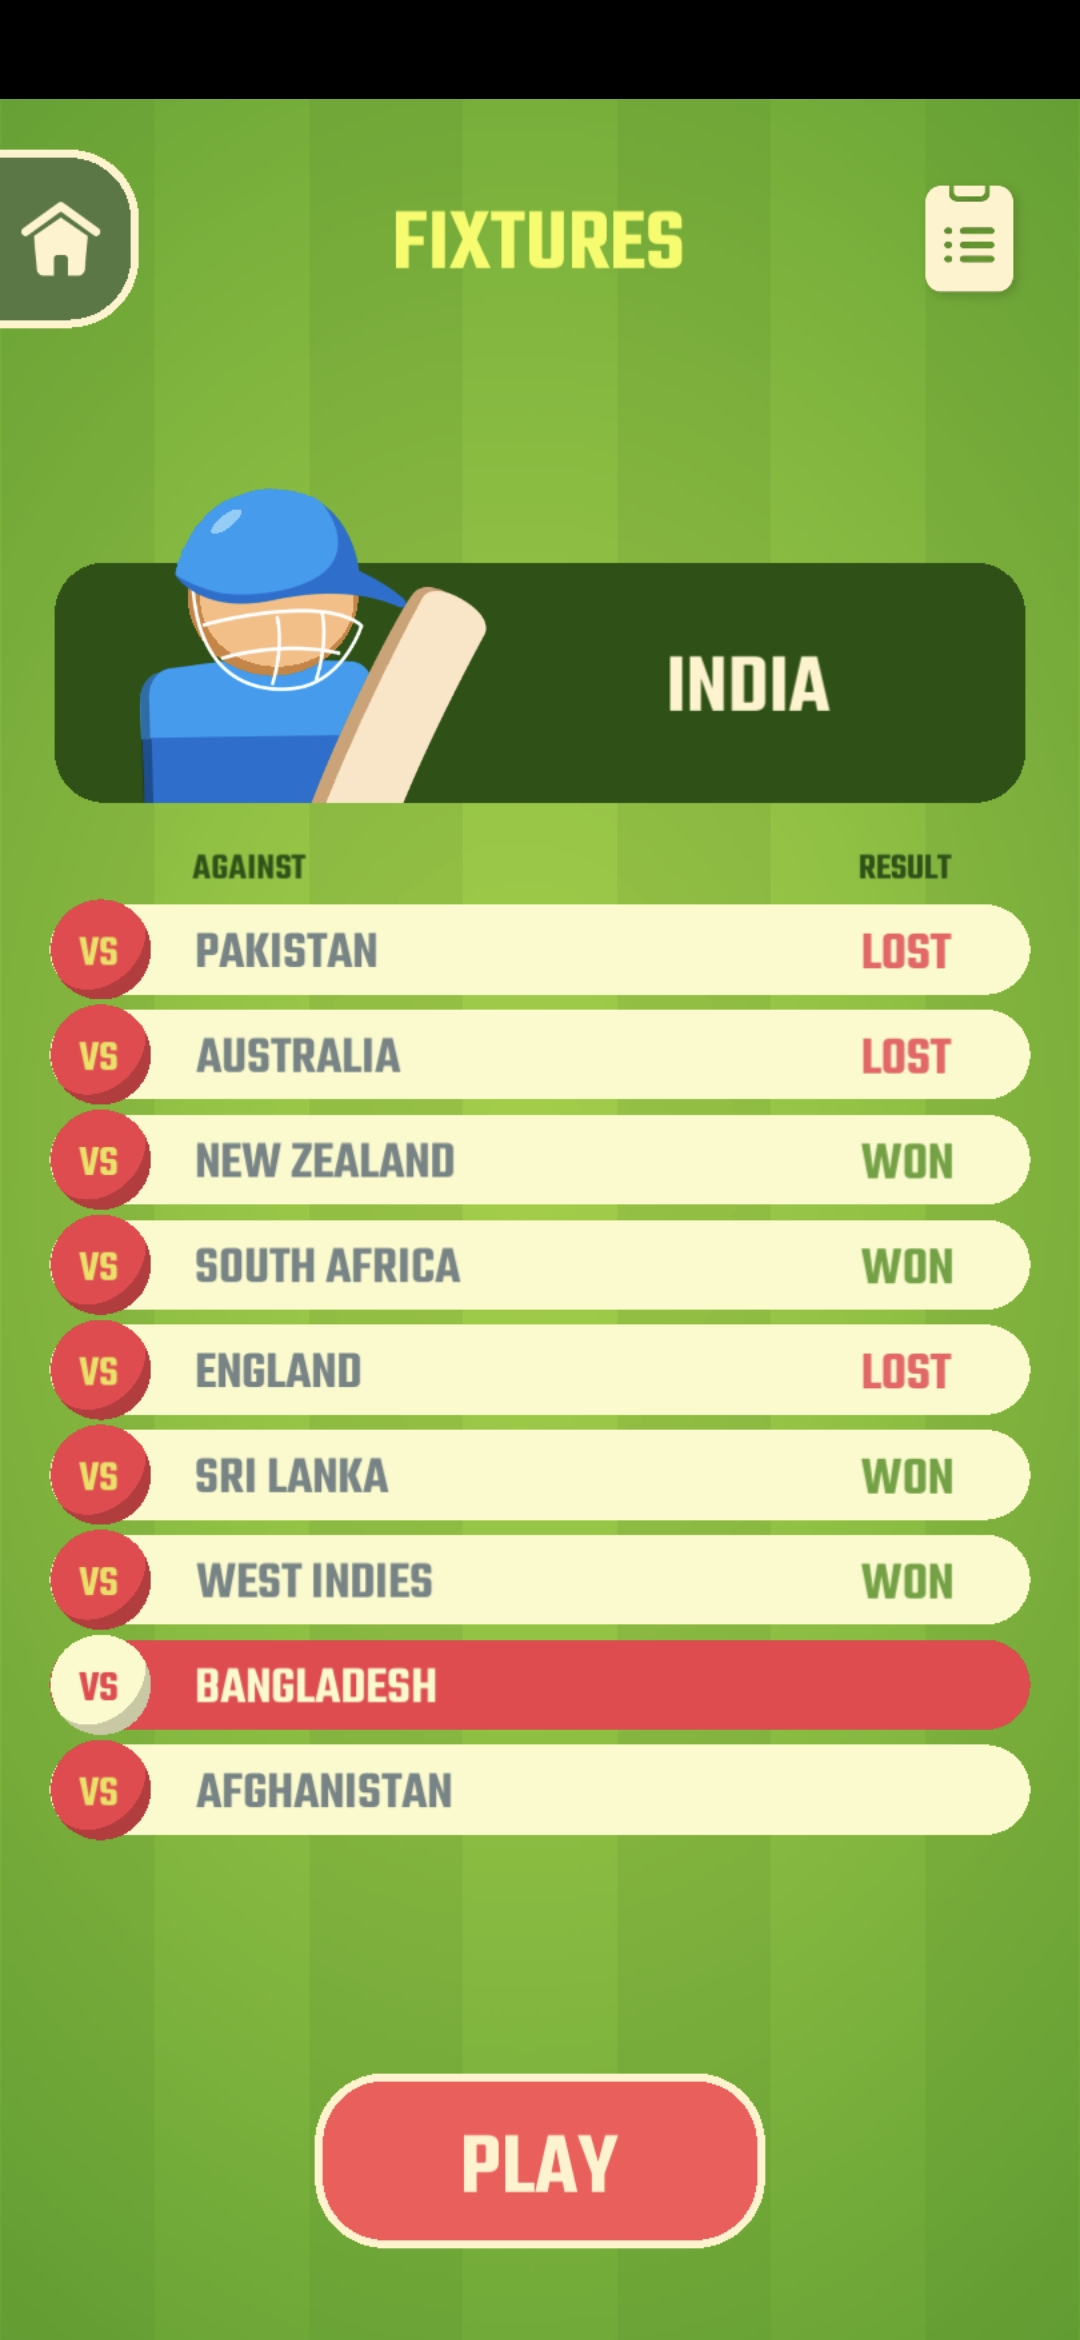 FIXTURES
INDIA
AGAINST RESULT
VS PAKISTAN LOST
VS AUSTRALIA LOST
VS NEW ZEALAND WON
VS SOUTH AFRICA WON
VS ENGLAND LOST
VS SRI LANKA WON
VS WEST INDIES WON
VS BANGLADESH
VS AFGHANISTAN
PLAY